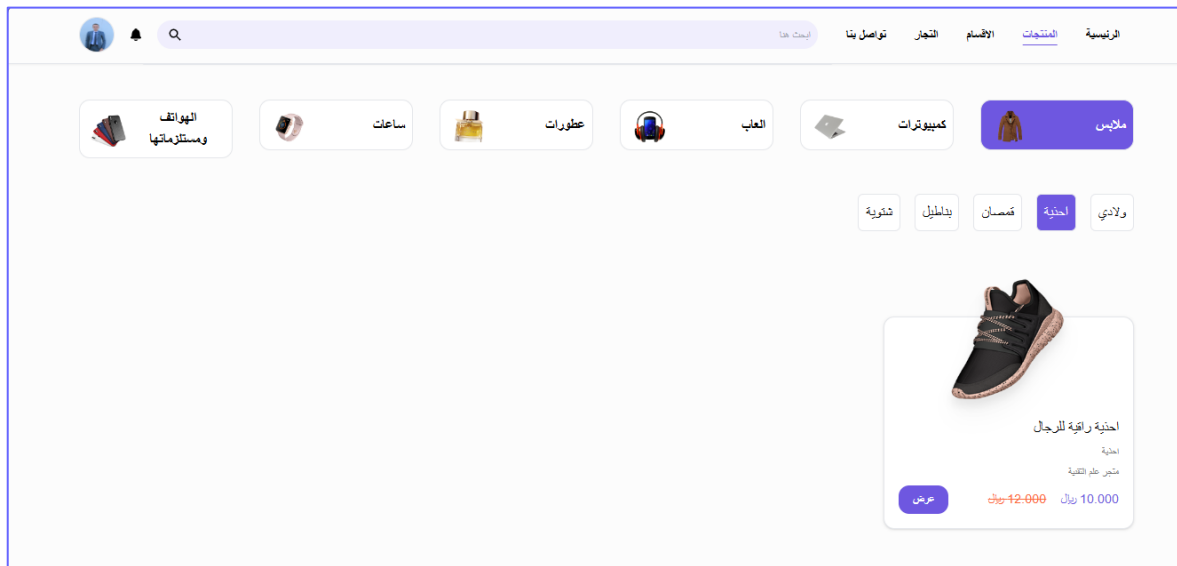 الرئيسية
المنتجات
الاقسام
التجار
تواصل بنا
ابحث هنا
ملابس
كمبيوترات
العاب
عطورات
ساعات
الهواتف
ومستلزماتها
ولادي
احذية
قمصان
بناطيل
شتوية
احذية راقية للرجال
احذية
متجر علم التقنية
10.000 ريال
12.000 ريال
عرض